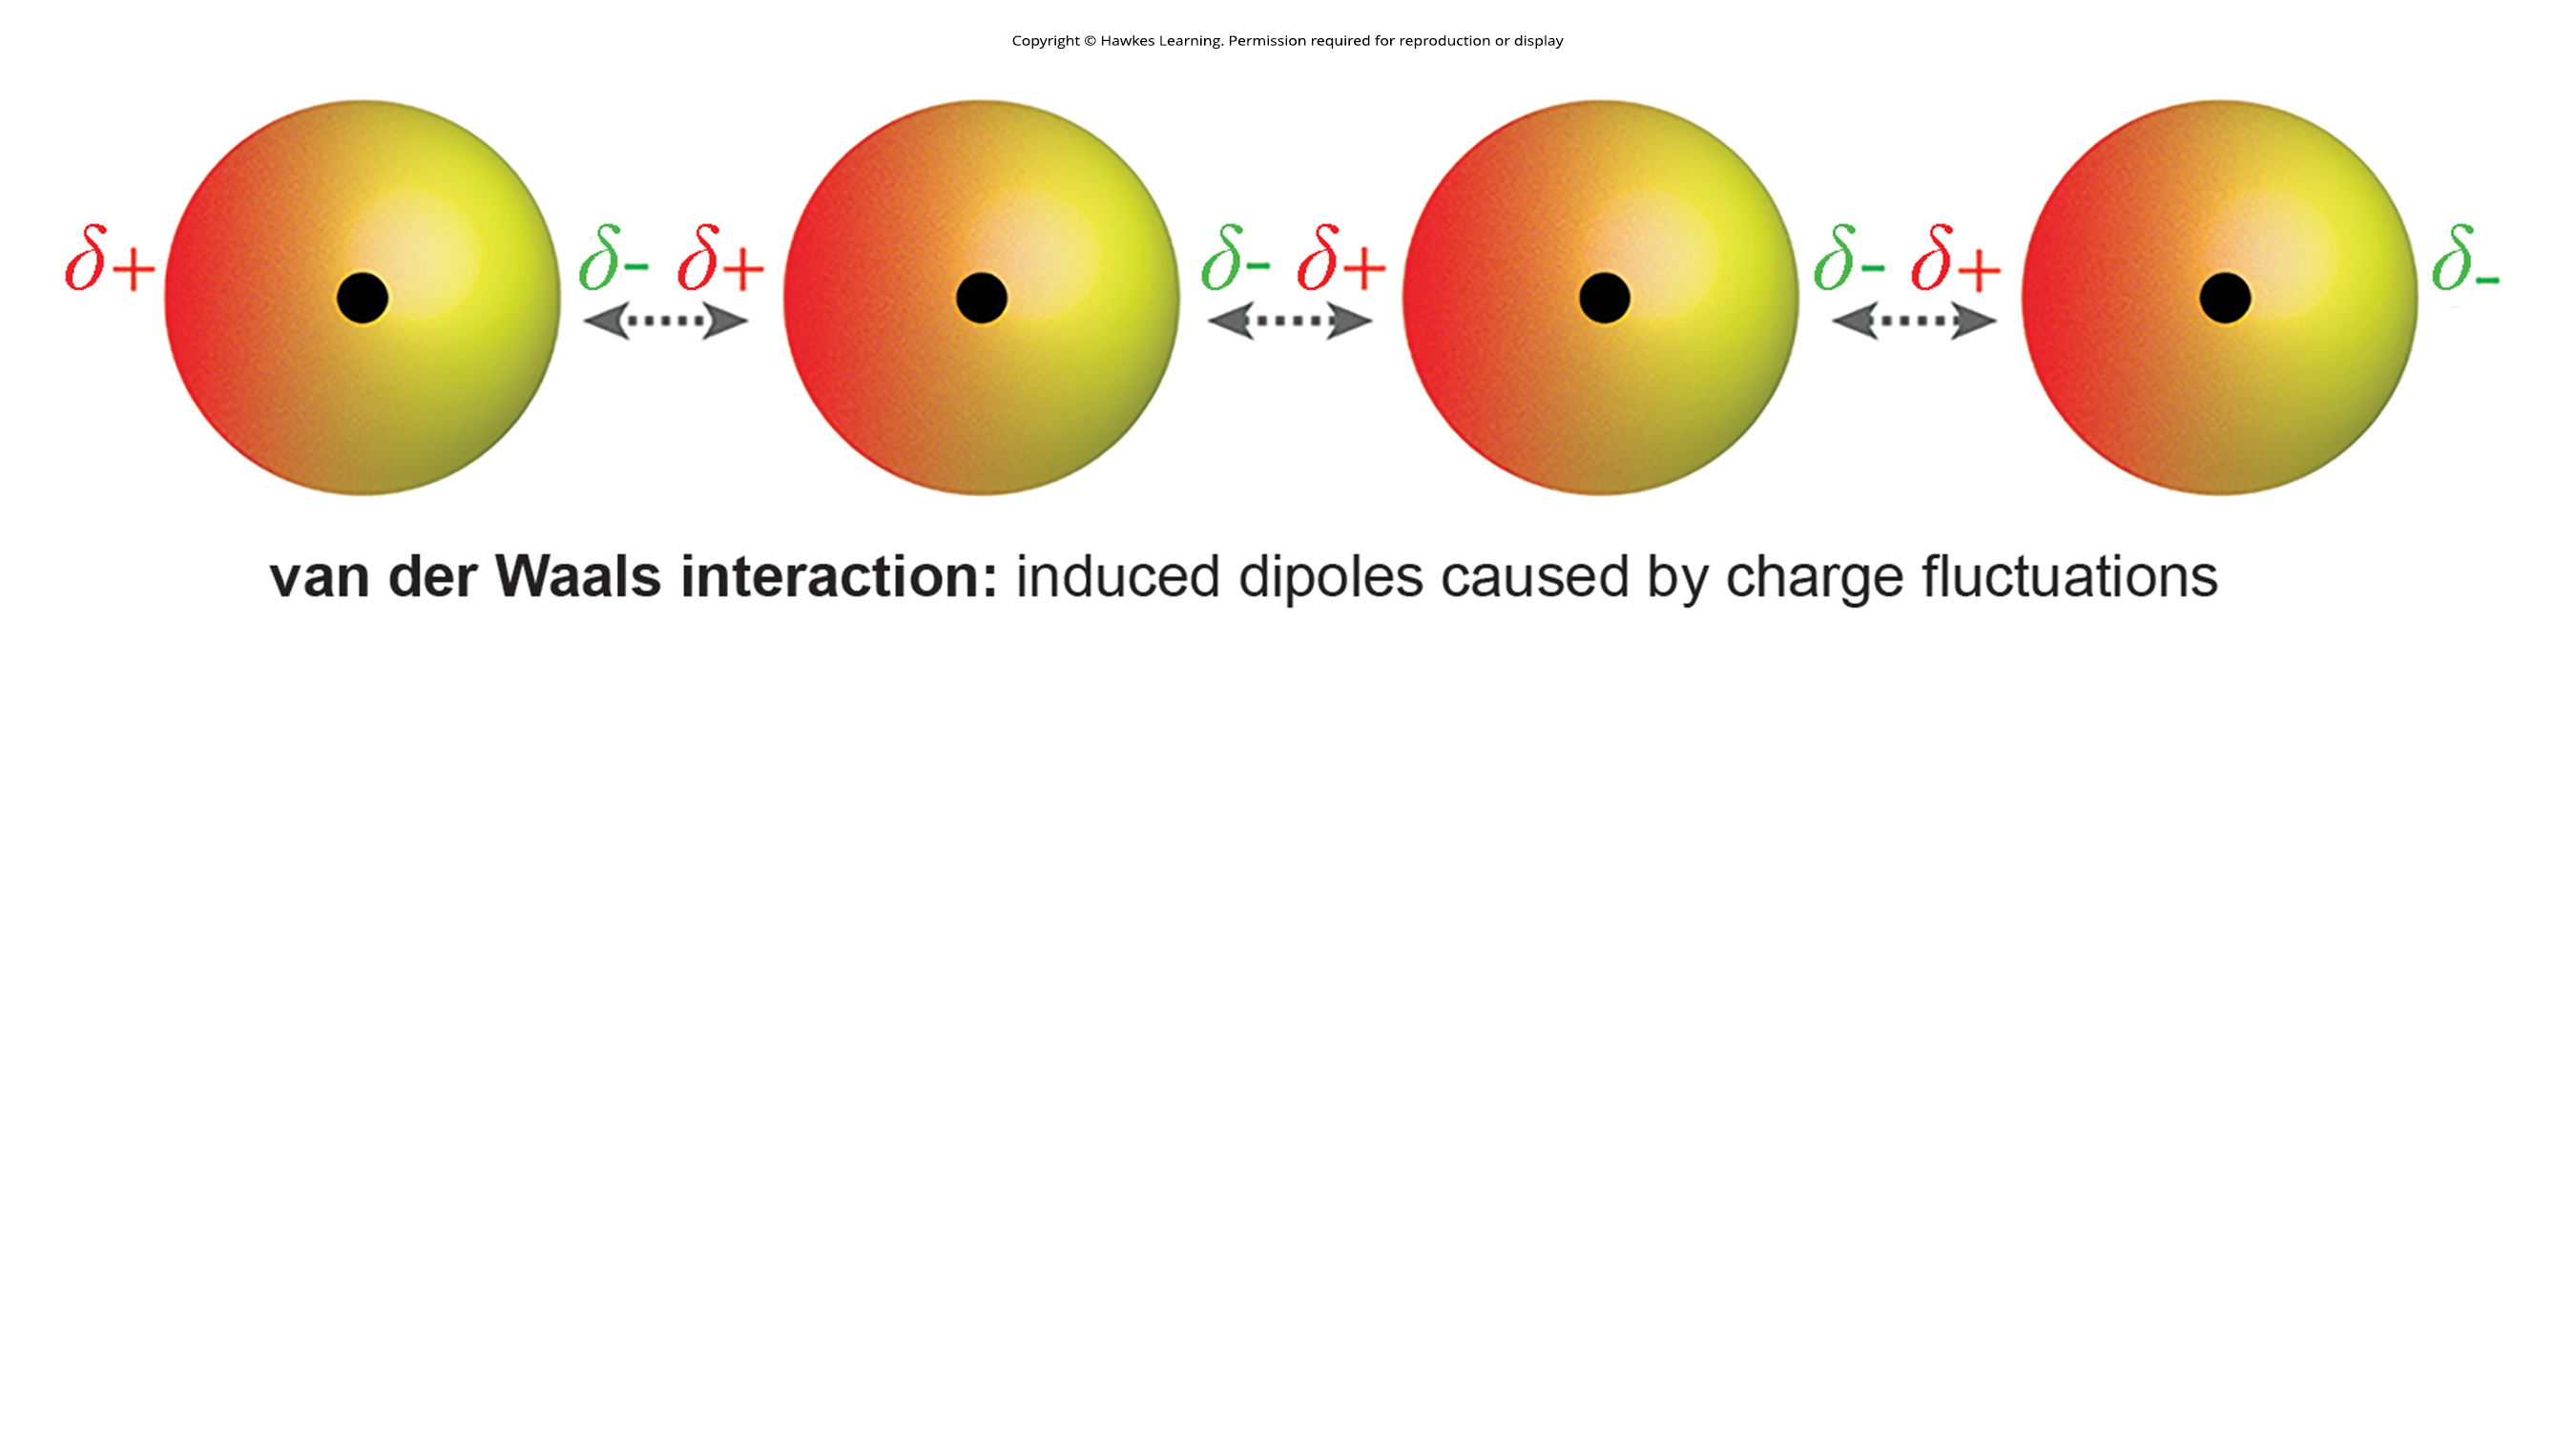 Copyright © Hawkes Learning. Permission required for reproduction or display
δ+ δ- δ+ δ- δ+ δ- δ+ δ-
van der Waals interaction: induced dipoles caused by charge fluctuations